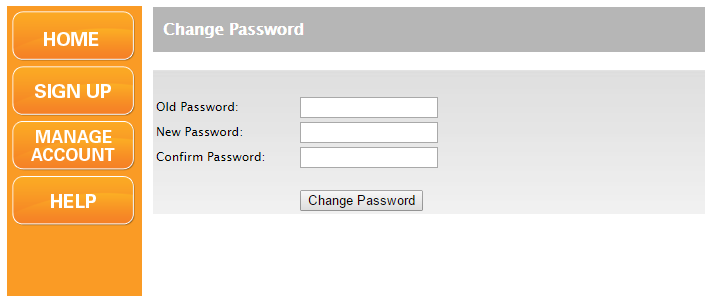 HOME
SIGN UP
MANAGE
ACCOUNT
HELP
Change Password
Old Password:
New Password:
Confirm Password:
Change Password